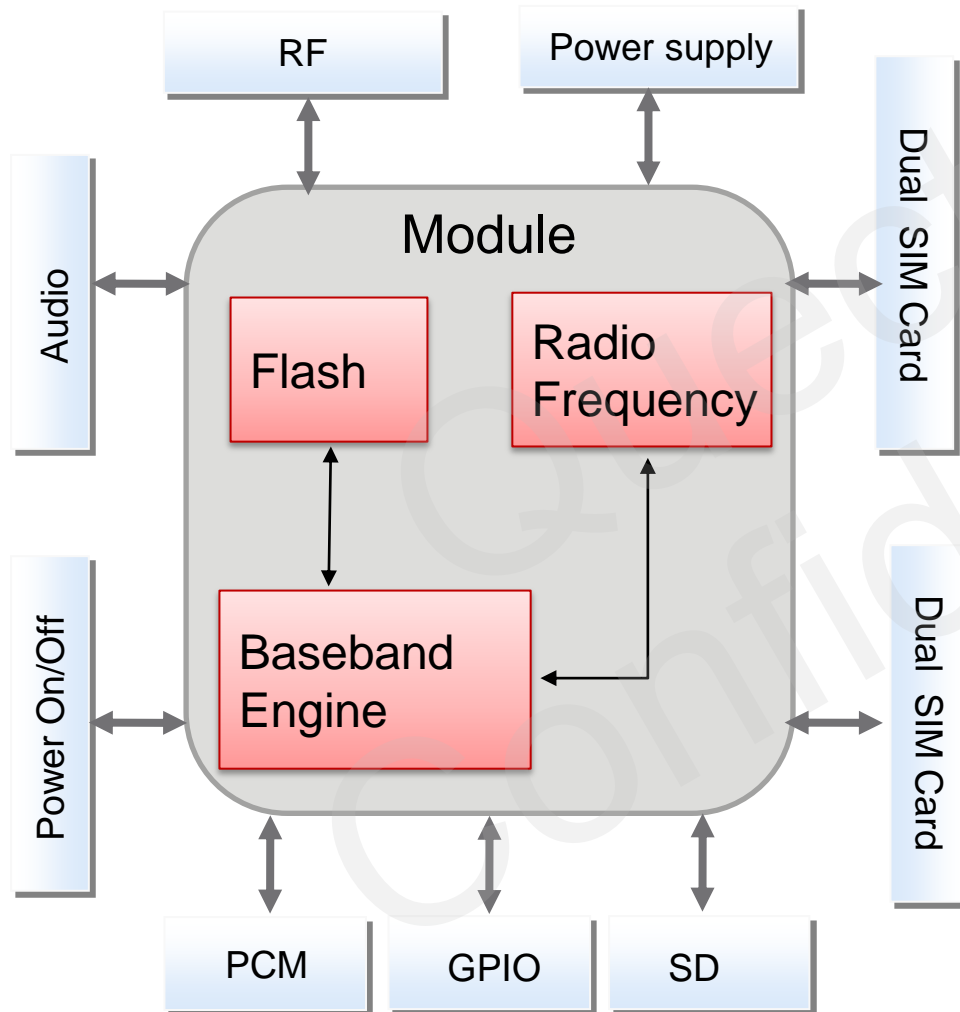 RF
Power supply
Audio
Dual SIM Card
Module
Flash
Radio
Frequency
Baseband
Engine
Power On/Off
Dual SIM Card
PCM
GPIO
SD